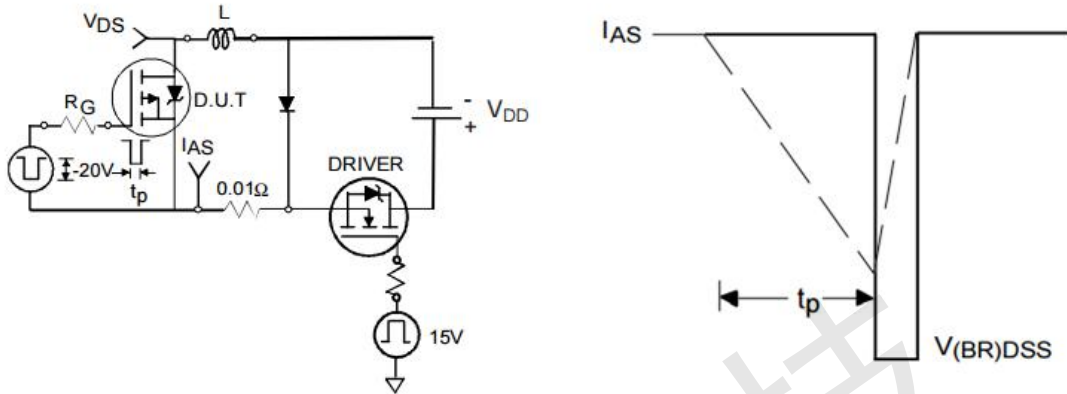 VDS
L
RG
D.U.T
IAS
-20V
tp
0.01Ω
DRIVER
-
+
VDD
15V
IAS
tp
V(BR)DSS